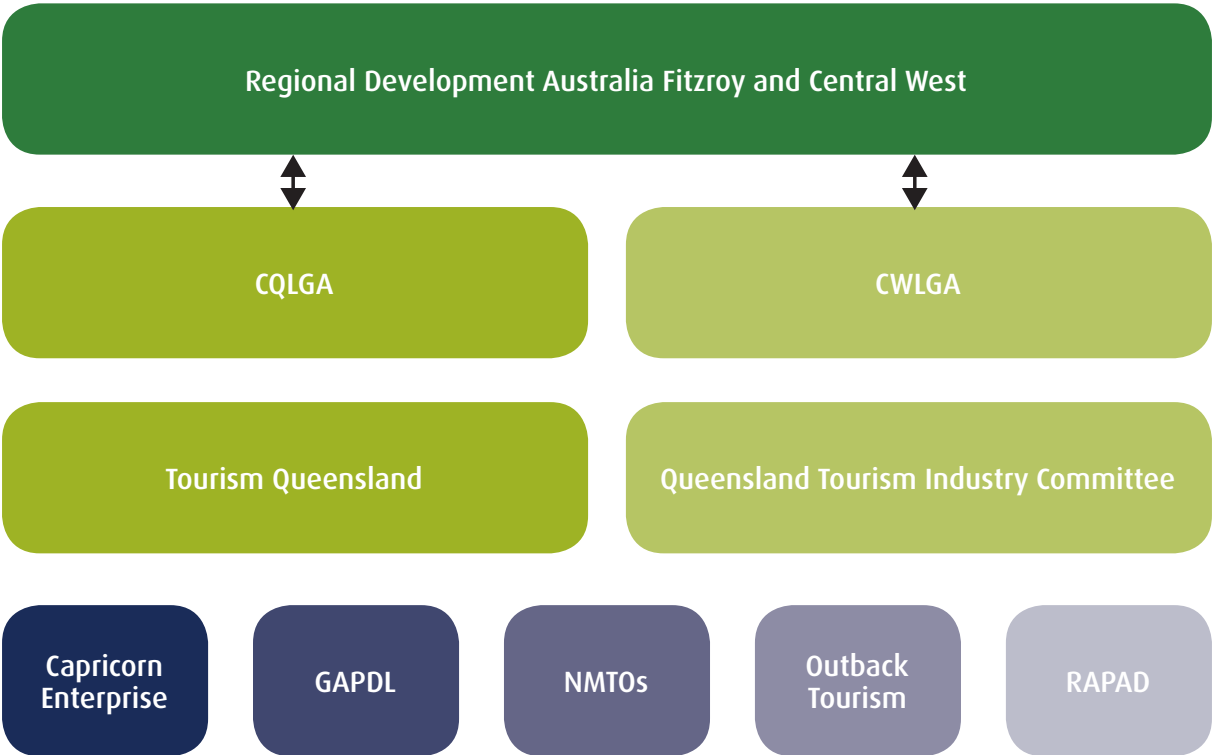 Regional Development Australia Fitzroy and Central West
CQLGA
CWLGA
Tourism Queensland
Queensland Tourism Industry Committee
Capricorn
Enterprise
GAPDL
NMTOs
Outback
Tourism
RAPAD